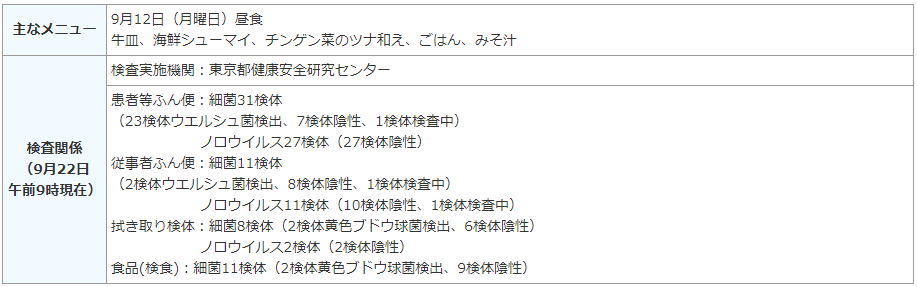 主なメニュー
9月12日（月曜日）昼食
牛皿、海鮮シューマイ、チンゲン菜のツナ和え、ごはん、みそ汁
検査関係
（9月22日
午前9時現在）
検査実施機関：東京都健康安全研究センター
患者等ふん便：細菌31検体
（23検体ウエルシュ菌検出、7検体陰性、1検体検査中）
ノロウイルス27検体（27検体陰性）
従事者ふん便：細菌11検体
（2検体ウエルシュ菌検出、8検体陰性、1検体検査中）
ノロウイルス11検体（10検体陰性、1検体検査中）
拭き取り検体：細菌8検体（2検体黄色ブドウ球菌検出、6検体陰性）
ノロウイルス2検体（2検体陰性）
食品(検食)：細菌11検体（2検体黄色ブドウ球菌検出、9検体陰性）